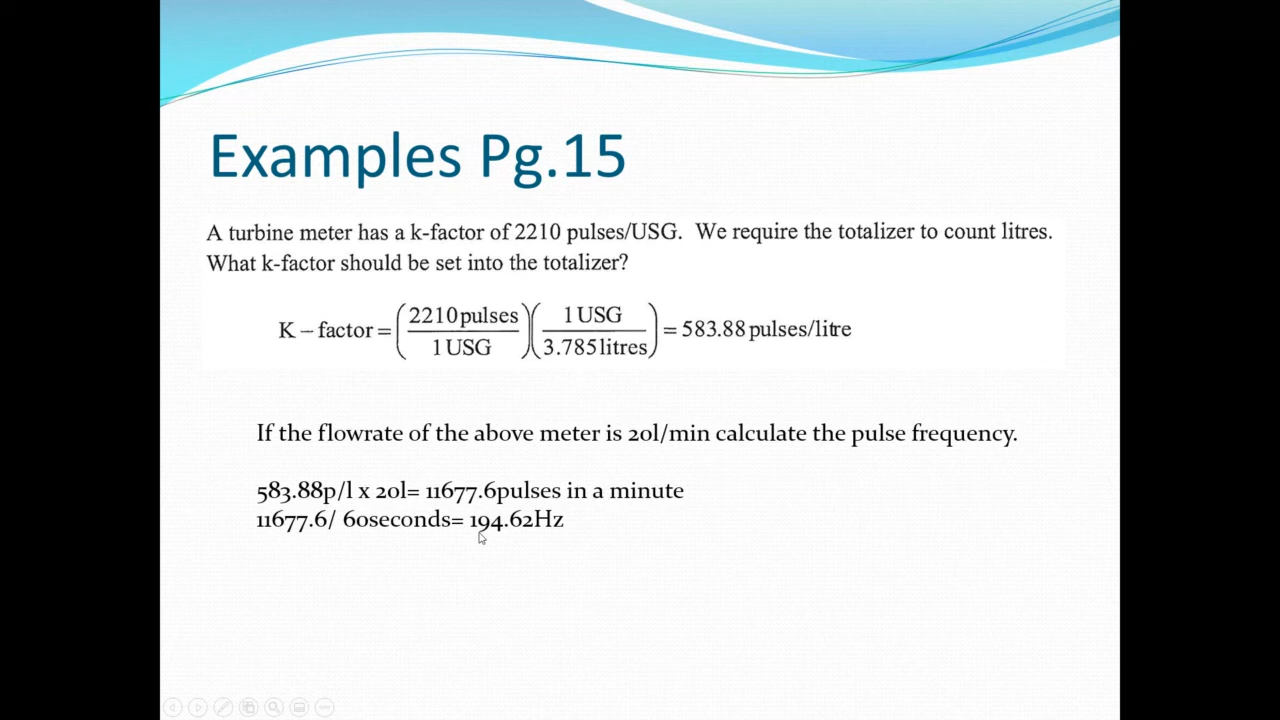 Examples Pg.15
A turbine meter has a k-factor of 2210 pulses/USG. We require the totalizer to count litres.
What k-factor should be set into the totalizer?
K – factor = (2210 pulses / 1 USG)(1 USG / 3.785 litres) = 583.88 pulses/litre
If the flowrate of the above meter is 20l/min calculate the pulse frequency.
583.88p/l x 20l= 11677.6pulses in a minute
11677.6/ 60seconds= 194.62Hz